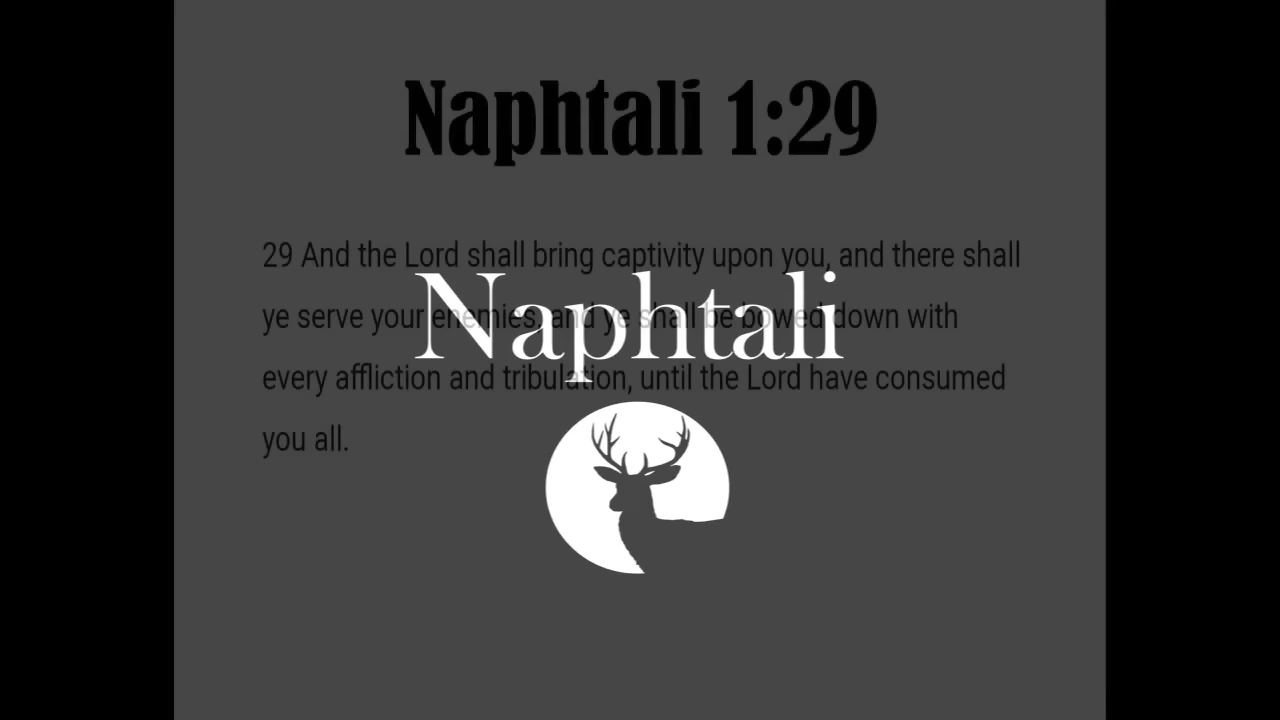 Naphtali 1:29
29 And the Lord shall bring captivity upon you, and there shall
Naphtali
ye serve your enemies, and ye shall be bowed down with
every affliction and tribulation, until the Lord have consumed
you all.